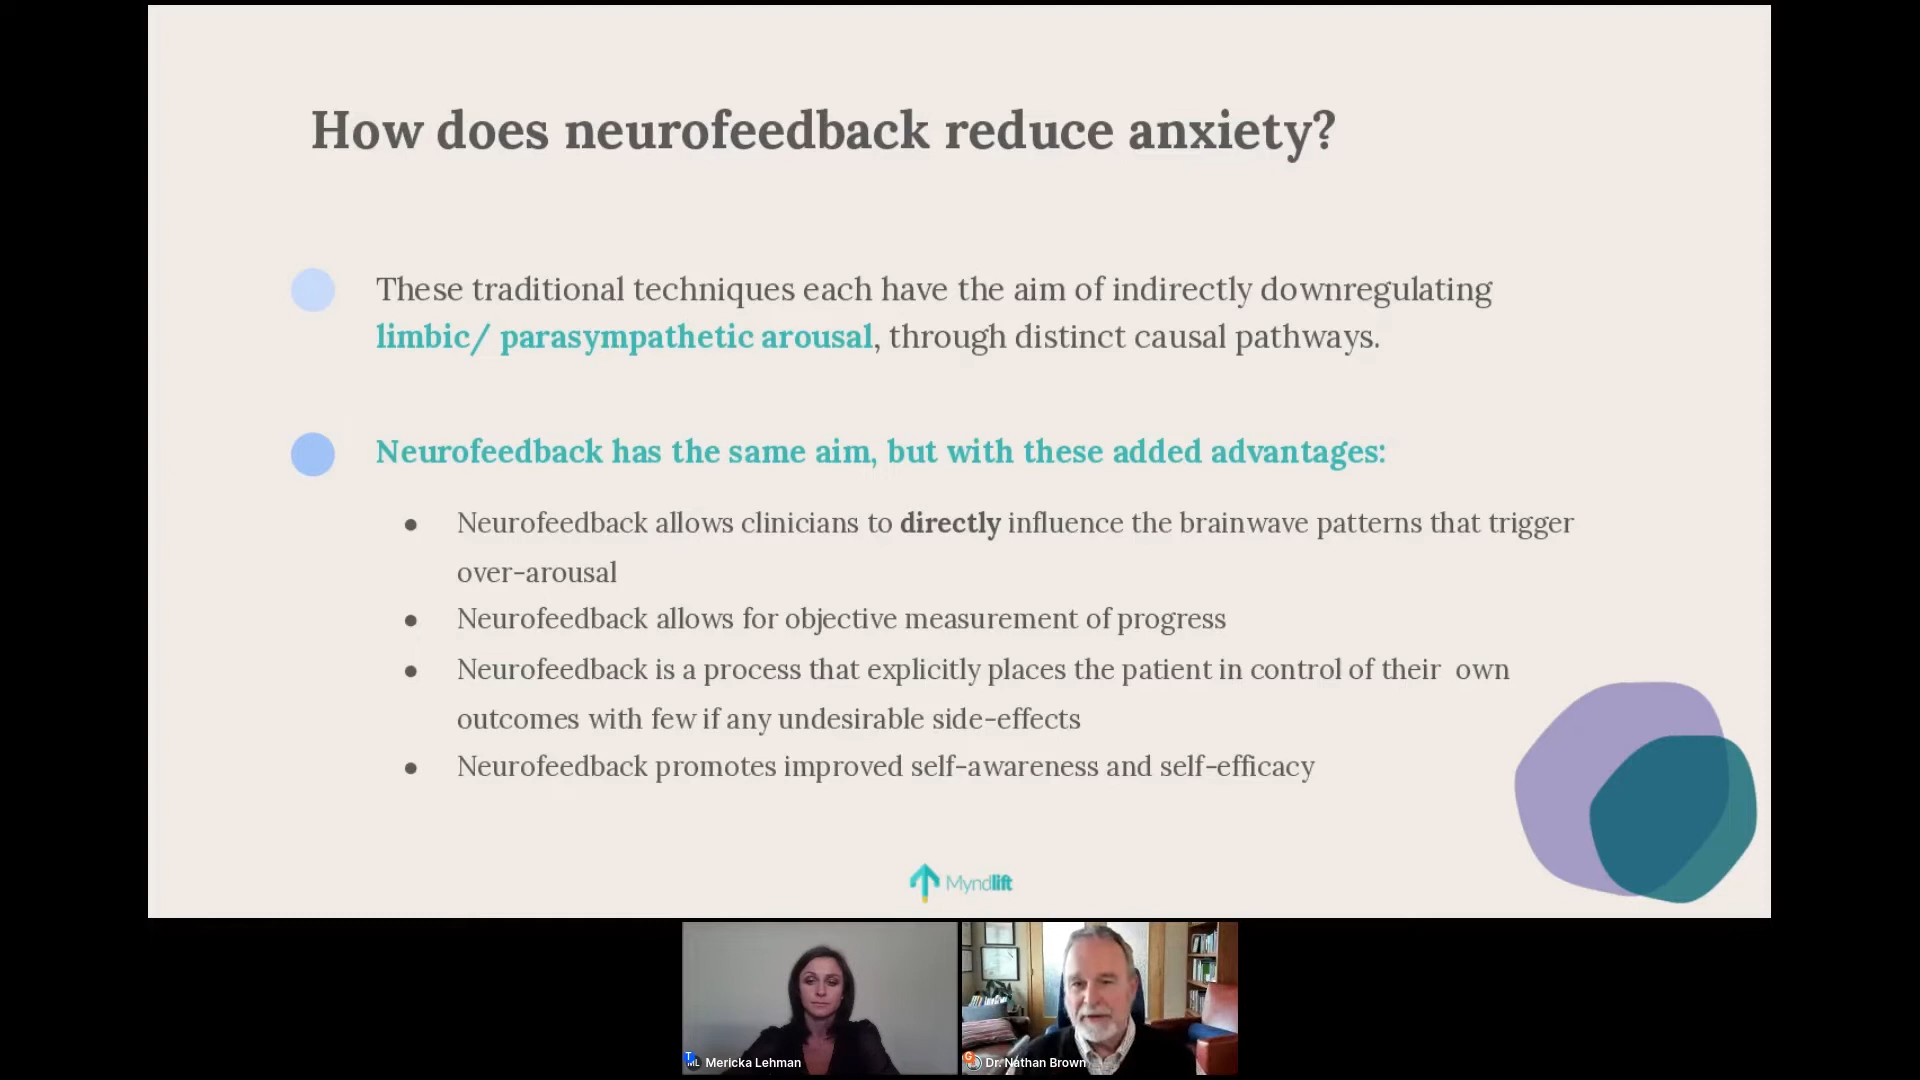 How does neurofeedback reduce anxiety?
These traditional techniques each have the aim of indirectly downregulating
limbic/ parasympathetic arousal, through distinct causal pathways.
Neurofeedback has the same aim, but with these added advantages:
● Neurofeedback allows clinicians to directly influence the brainwave patterns that trigger
over-arousal
● Neurofeedback allows for objective measurement of progress
● Neurofeedback is a process that explicitly places the patient in control of their own
outcomes with few if any undesirable side-effects
● Neurofeedback promotes improved self-awareness and self-efficacy
Myndlift
T ML Mericka Lehman
G Dr. Nathan Brown